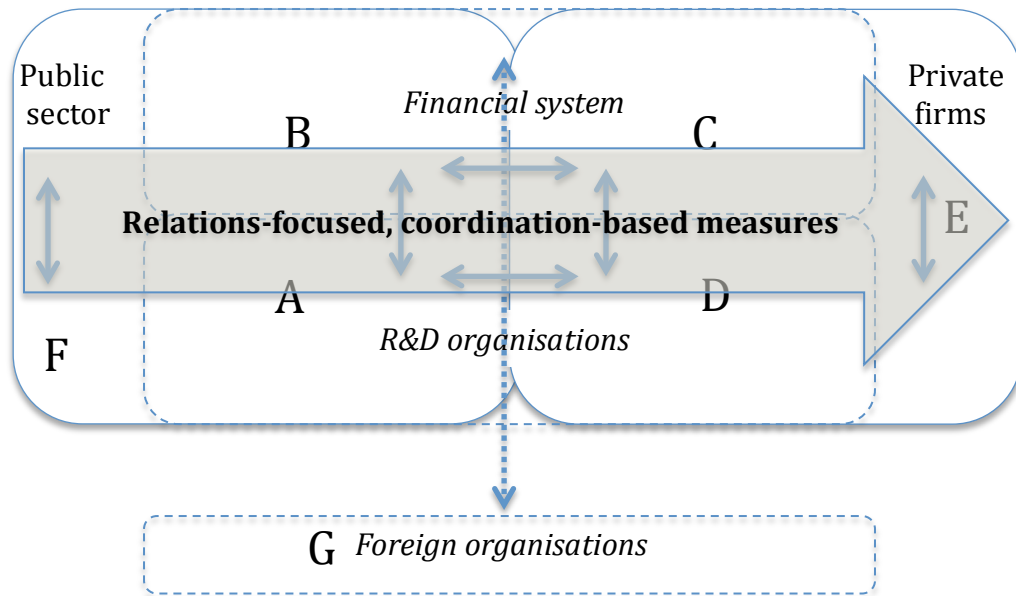 Public
sector
Private
firms
Financial system
B
C
Relations-focused, coordination-based measures
E
A
D
R&D organisations
F
G Foreign organisations